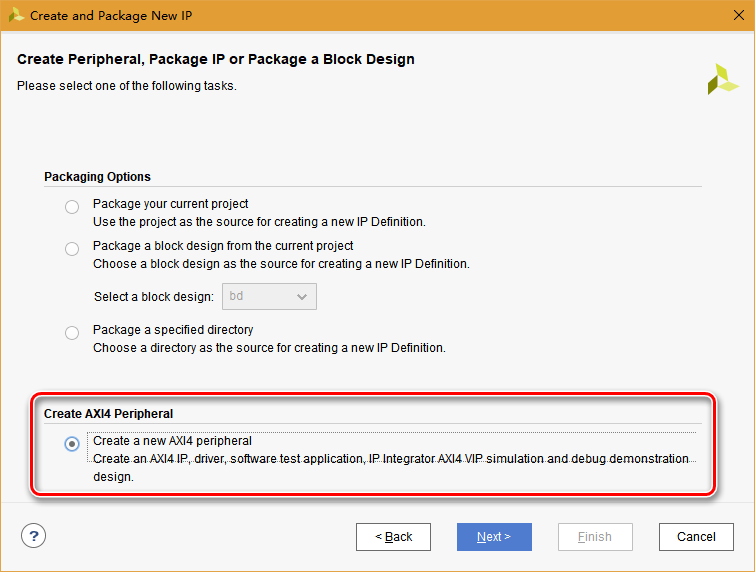 Create and Package New IP
Create Peripheral, Package IP or Package a Block Design
Please select one of the following tasks.
Packaging Options
Package your current project
Use the project as the source for creating a new IP Definition.
Package a block design from the current project
Choose a block design as the source for creating a new IP Definition.
Select a block design: bd
Package a specified directory
Choose a directory as the source for creating a new IP Definition.
Create AXI4 Peripheral
Create a new AXI4 peripheral
Create an AXI4 IP, driver, software test application, IP Integrator AXI4 VIP simulation and debug demonstration
design.
? < Back Next > Finish Cancel